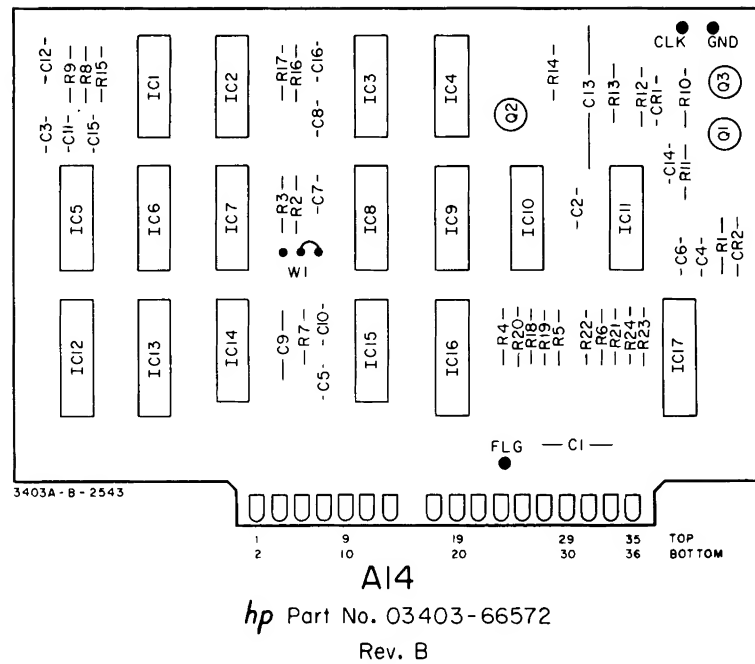 CLK GND
-C12- -R9- -R8- -R15- IC1 IC2 -R17- -R16- -C16- IC3 IC4 Q2 -R14- -C13- -R13- -R12- -CR1- -R10- Q3
-C3- -C11- -C15- -C8- Q1
-C14- -R11-
IC5 IC6 IC7 -R3- -R2- -C7- IC8 IC9 IC10 -C2- IC11 -C6- -C4- -R1- -CR2-
W1
IC12 IC13 IC14 -C9- -R7- -C5- -C10- IC15 IC16 -R4- -R20- -R18- -R19- -R5- -R22- -R6- -R21- -R24- -R23- IC17
FLG -C1-
3403A-B-2543
1 9 19 29 35 TOP
2 10 20 30 36 BOTTOM
A14
hp Part No. 03403-66572
Rev. B